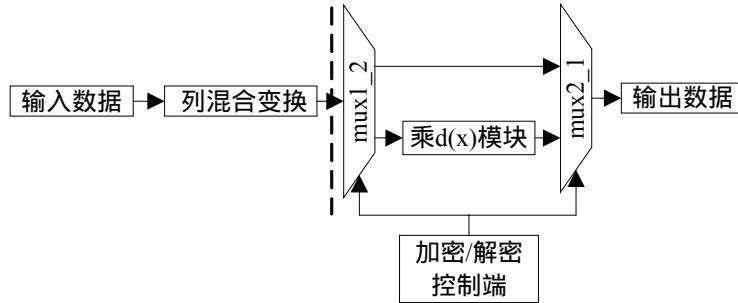 输入数据
列混合变换
mux1_2
乘d(x)模块
mux2_1
输出数据
加密/解密
控制端